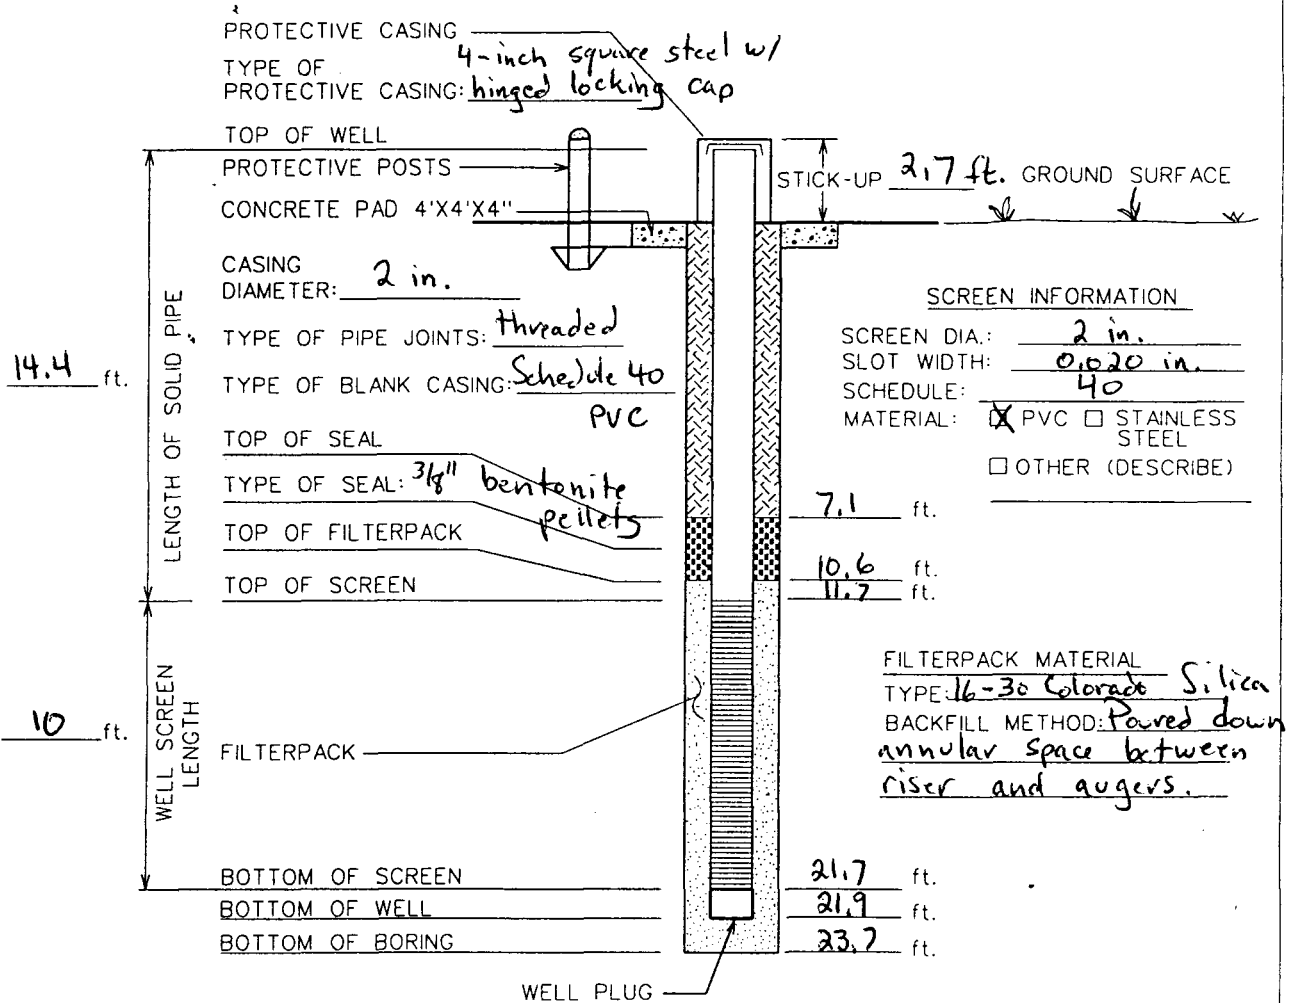 PROTECTIVE CASING
TYPE OF
PROTECTIVE CASING: 4-inch square steel w/
hinged locking cap
TOP OF WELL
PROTECTIVE POSTS
STICK-UP 2.7 ft. GROUND SURFACE
CONCRETE PAD 4'X4'X4"
CASING
DIAMETER: 2 in.
TYPE OF PIPE JOINTS: threaded
TYPE OF BLANK CASING: Schedule 40
PVC
14.4 ft.
LENGTH OF SOLID PIPE
SCREEN INFORMATION
SCREEN DIA.: 2 in.
SLOT WIDTH: 0.020 in.
SCHEDULE: 40
MATERIAL: ☒ PVC ☐ STAINLESS
STEEL
☐ OTHER (DESCRIBE)
TOP OF SEAL
7.1 ft.
TYPE OF SEAL: 3/8" bentonite
pellets
TOP OF FILTERPACK
10.6 ft.
TOP OF SCREEN
11.7 ft.
10 ft.
WELL SCREEN
LENGTH
FILTERPACK
FILTERPACK MATERIAL
TYPE: 16-30 Colorado Silica
BACKFILL METHOD: Poured down
annular space between
riser and augers.
BOTTOM OF SCREEN
21.7 ft.
BOTTOM OF WELL
21.9 ft.
BOTTOM OF BORING
23.7 ft.
WELL PLUG